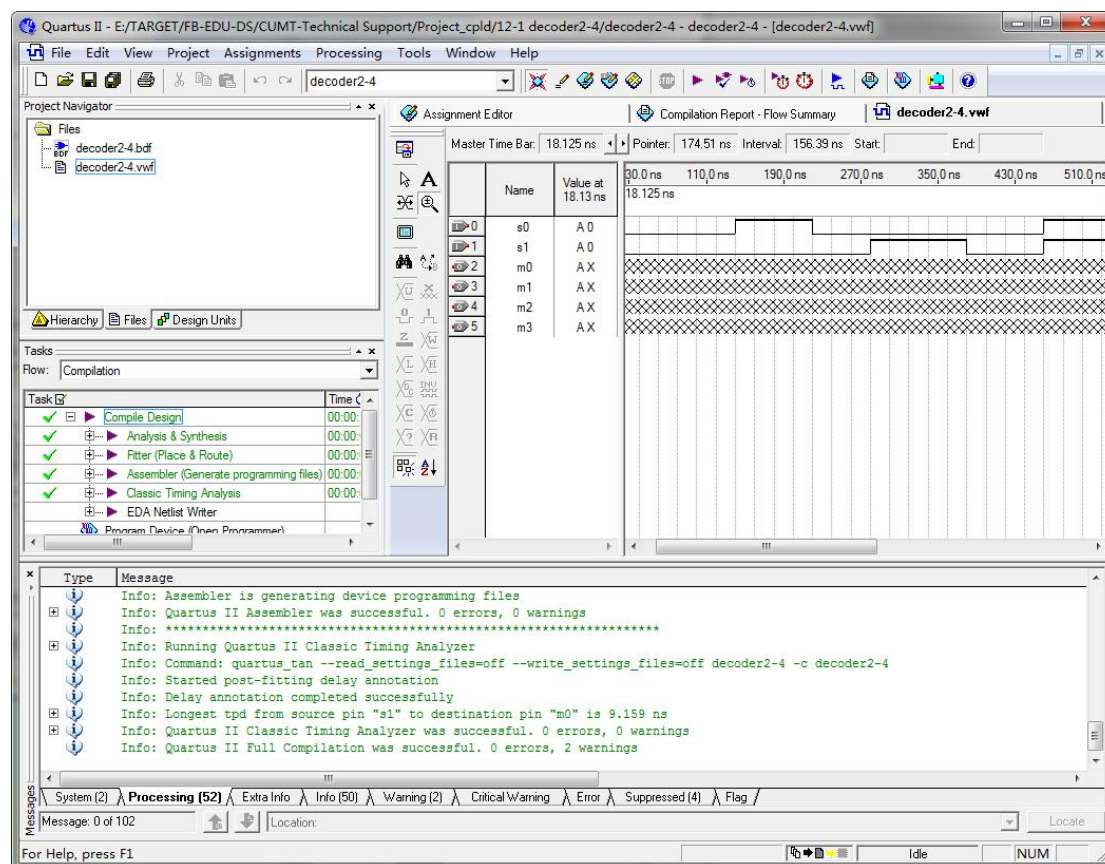 Quartus II - E:/TARGET/FB-EDU-DS/CUMT-Technical Support/Project_cpld/12-1 decoder2-4/decoder2-4 - decoder2-4 - [decoder2-4.vwf]
File Edit View Project Assignments Processing Tools Window Help
decoder2-4
Project Navigator
Files
decoder2-4.bdf
decoder2-4.vwf
Hierarchy Files Design Units
Tasks
Flow: Compilation
Task Time
Compile Design 00:00:
Analysis & Synthesis 00:00:
Fitter (Place & Route) 00:00:
Assembler (Generate programming files) 00:00:
Classic Timing Analysis 00:00:
EDA Netlist Writer
Program Device (Open Programmer)
Assignment Editor Compilation Report - Flow Summary decoder2-4.vwf
Master Time Bar: 18.125 ns Pointer: 174.51 ns Interval: 156.39 ns Start: End:
Name Value at 18.13 ns
30.0 ns 110.0 ns 190.0 ns 270.0 ns 350.0 ns 430.0 ns 510.0 ns
18.125 ns
0 s0 A 0
1 s1 A 0
2 m0 A X
3 m1 A X
4 m2 A X
5 m3 A X
Type Message
Info: Assembler is generating device programming files
Info: Quartus II Assembler was successful. 0 errors, 0 warnings
Info: *******************************************************************
Info: Running Quartus II Classic Timing Analyzer
Info: Command: quartus_tan --read_settings_files=off --write_settings_files=off decoder2-4 -c decoder2-4
Info: Started post-fitting delay annotation
Info: Delay annotation completed successfully
Info: Longest tpd from source pin "s1" to destination pin "m0" is 9.159 ns
Info: Quartus II Classic Timing Analyzer was successful. 0 errors, 0 warnings
Info: Quartus II Full Compilation was successful. 0 errors, 2 warnings
Messages
System (2) Processing (52) Extra Info Info (50) Warning (2) Critical Warning Error Suppressed (4) Flag
Message: 0 of 102 Location: Locate
For Help, press F1 Idle NUM